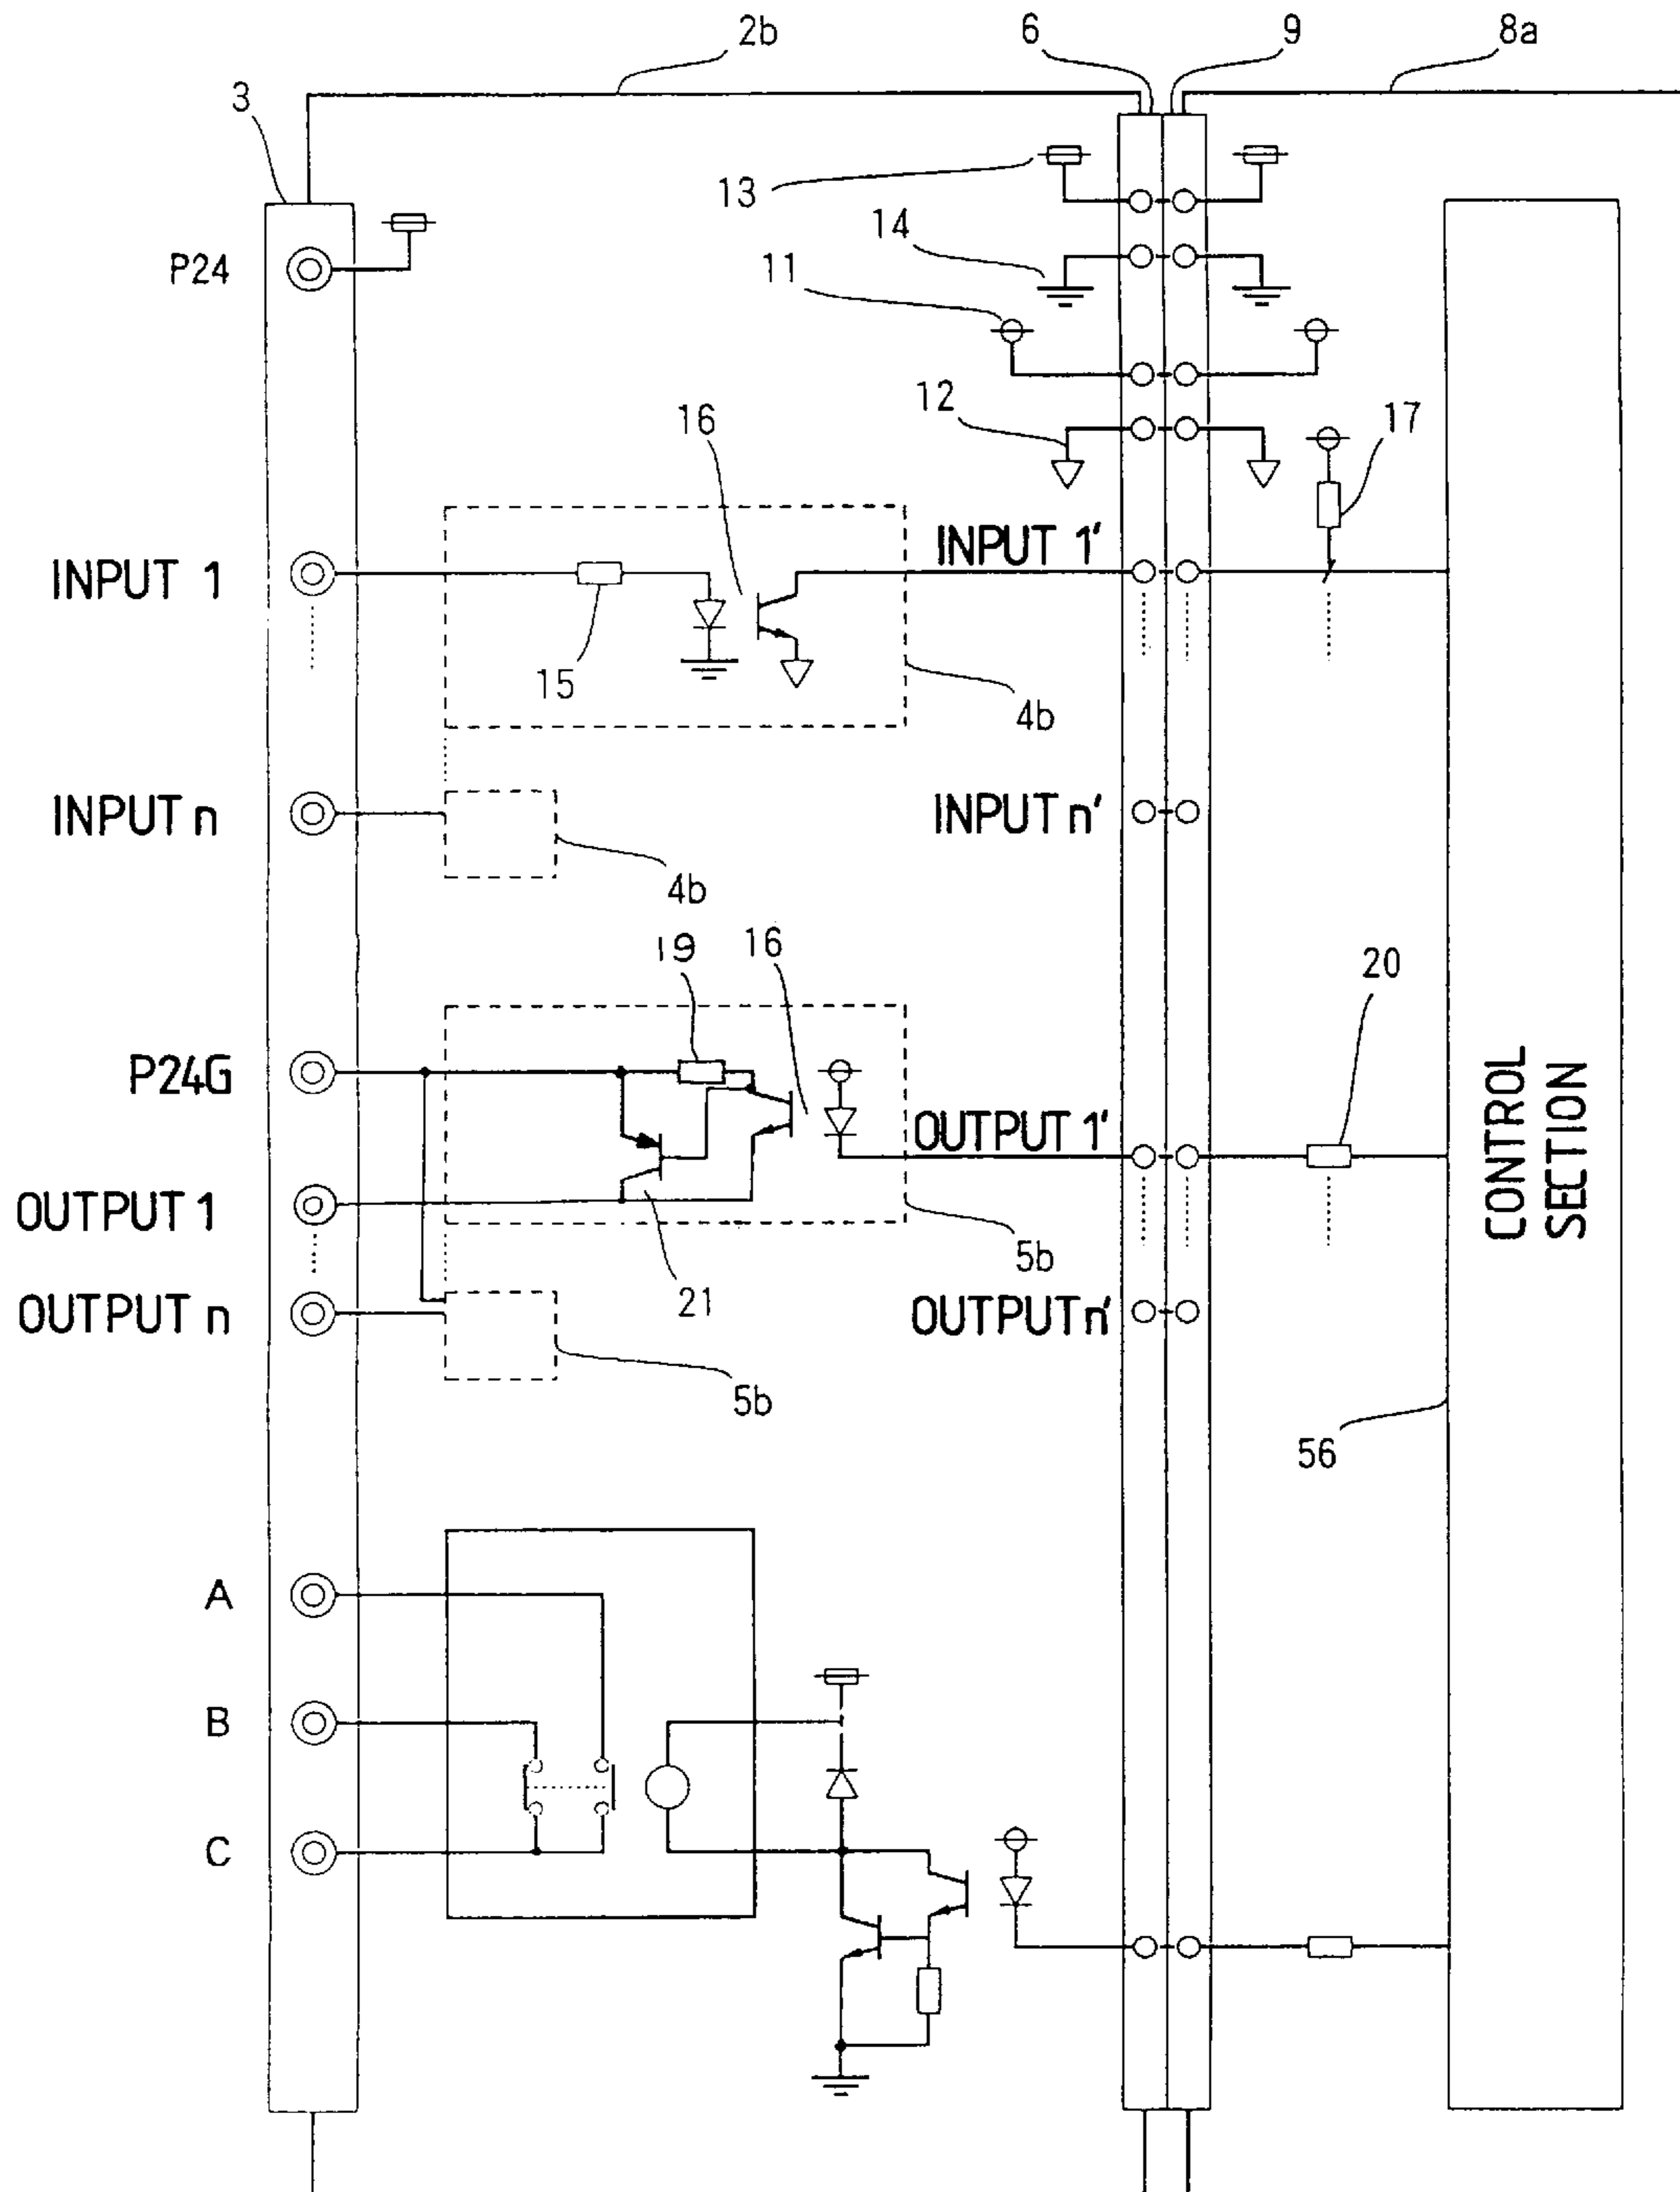 2b
6
9
8a
3
13
P24
14
11
12
16
17
INPUT 1
INPUT 1'
15
4b
INPUT n
INPUT n'
4b
19
16
20
P24G
OUTPUT 1'
CONTROL
SECTION
OUTPUT 1
5b
21
OUTPUT n
OUTPUT n'
5b
56
A
B
C